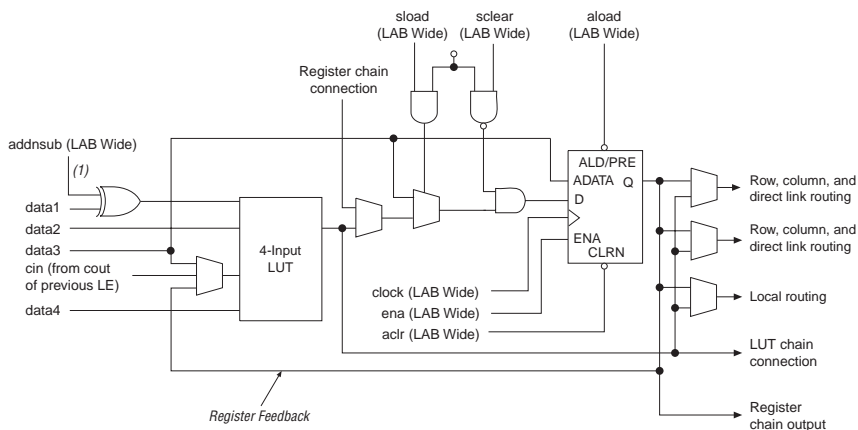 sload
(LAB Wide)
sclear
(LAB Wide)
aload
(LAB Wide)
Register chain
connection
addnsub (LAB Wide)
(1)
data1
data2
data3
cin (from cout
of previous LE)
data4
4-Input
LUT
ALD/PRE
ADATA
Q
D
ENA
CLRN
clock (LAB Wide)
ena (LAB Wide)
aclr (LAB Wide)
Row, column, and
direct link routing
Row, column, and
direct link routing
Local routing
LUT chain
connection
Register
chain output
Register Feedback